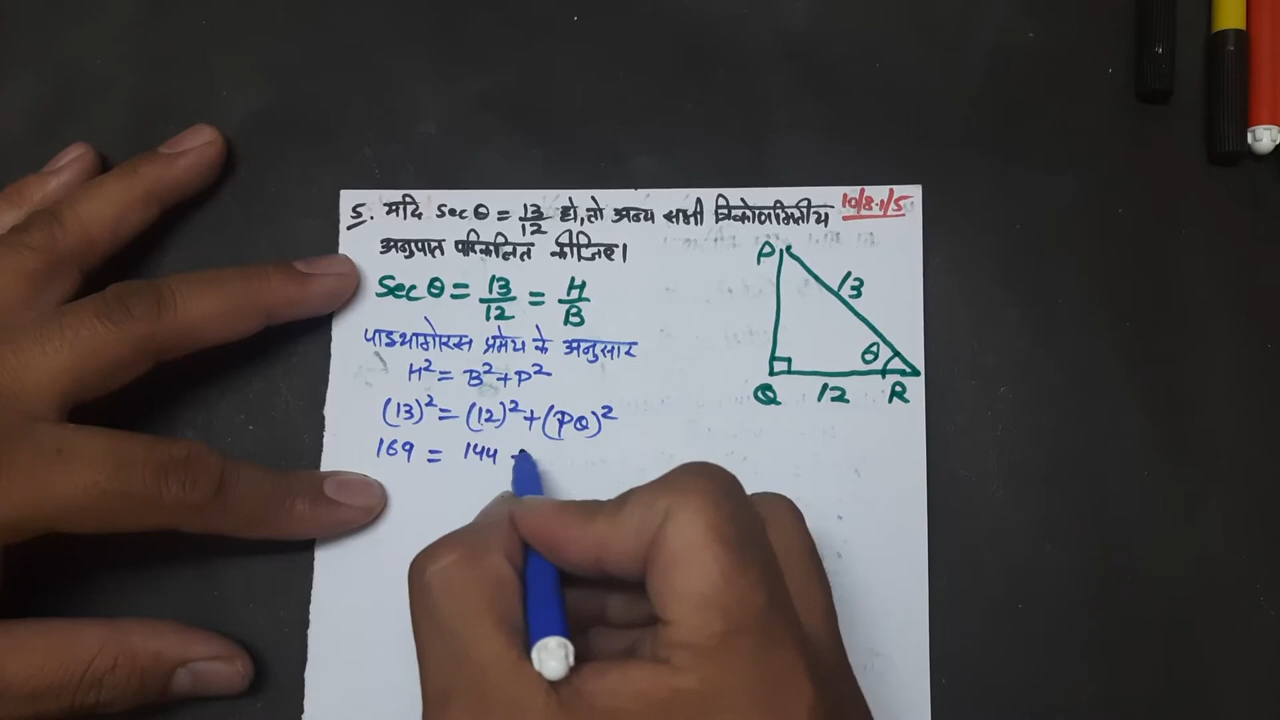 5. यदि sec θ = 13/12 हो, तो अन्य सभी त्रिकोणमितीय 10/8.1/5
अनुपात परिकलित कीजिए।
Sec θ = 13/12 = H/B
पाइथागोरस प्रमेय के अनुसार
H² = B² + P²
(13)² = (12)² + (PQ)²
169 = 144
P
13
θ
Q 12 R